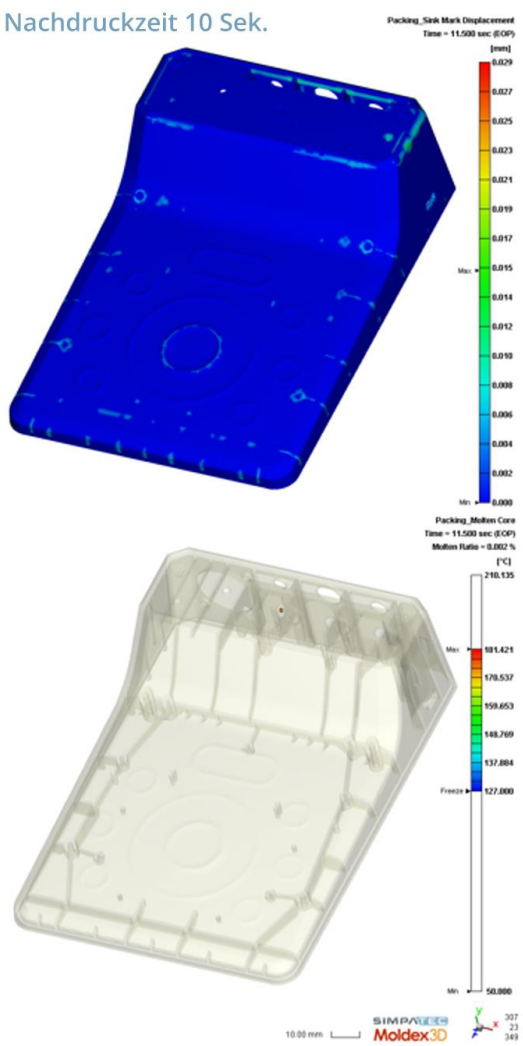 Nachdruckzeit 10 Sek.
Packing_Sink Mark Displacement
Time = 11.500 sec (EOP)
[mm]
0.029
0.027
0.025
0.023
0.021
0.019
0.017
Max
0.015
0.014
0.012
0.010
0.008
0.006
0.004
0.002
Min
0.000
Packing_Molten Core
Time = 11.500 sec (EOP)
Molten Ratio = 0.002 %
[°C]
210.135
Max
181.421
170.537
159.653
148.769
137.884
Freeze
127.000
Min
50.000
10.00 mm
SIMPATEC
Moldex3D
y
x
z
307
23
349